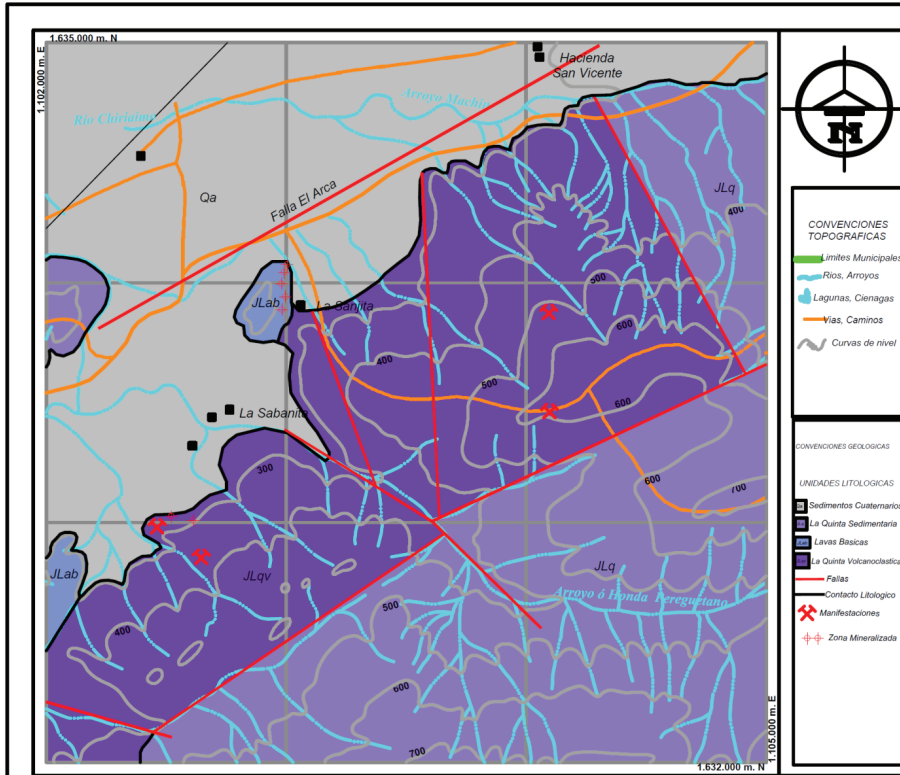 1.635.000 m. N
1.102.000 m. E
Hacienda
San Vicente
Arroyo Machin
Rio Chiriaimo
Qa
Falla El Arca
JLq
400
500
JLab
La Sanjita
600
400
500
600
La Sabanita
300
600
700
JLab
JLqv
JLq
Arroyo ó Honda Pereguetano
500
400
600
700
1.105.000 m. E
1.632.000 m. N
N
CONVENCIONES
TOPOGRAFICAS
Limites Municipales
Rios, Arroyos
Lagunas, Cienagas
Vias, Caminos
Curvas de nivel
CONVENCIONES GEOLOGICAS
UNIDADES LITOLOGICAS
Sedimentos Cuaternarios
La Quinta Sedimentaria
Lavas Basicas
La Quinta Volcanoclastica
Fallas
Contacto Litologico
Manifestaciones
Zona Mineralizada